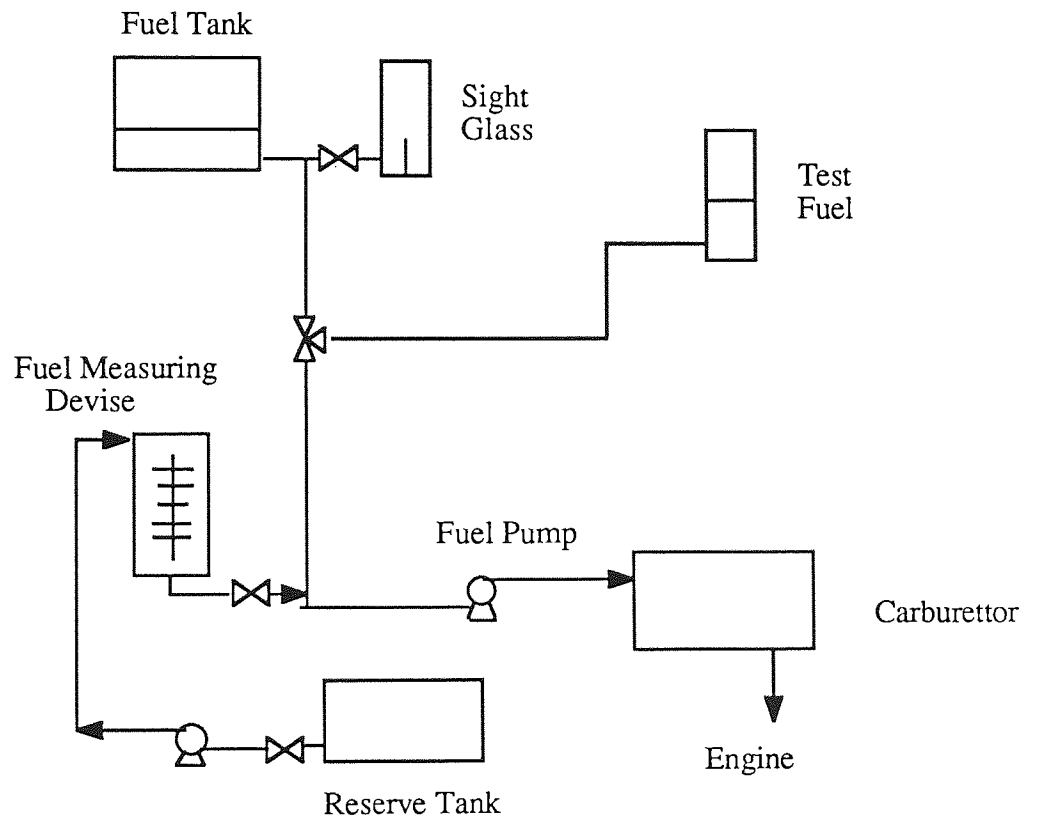 Fuel Tank
Sight
Glass
Test
Fuel
Fuel Measuring
Devise
Fuel Pump
Carburettor
Engine
Reserve Tank